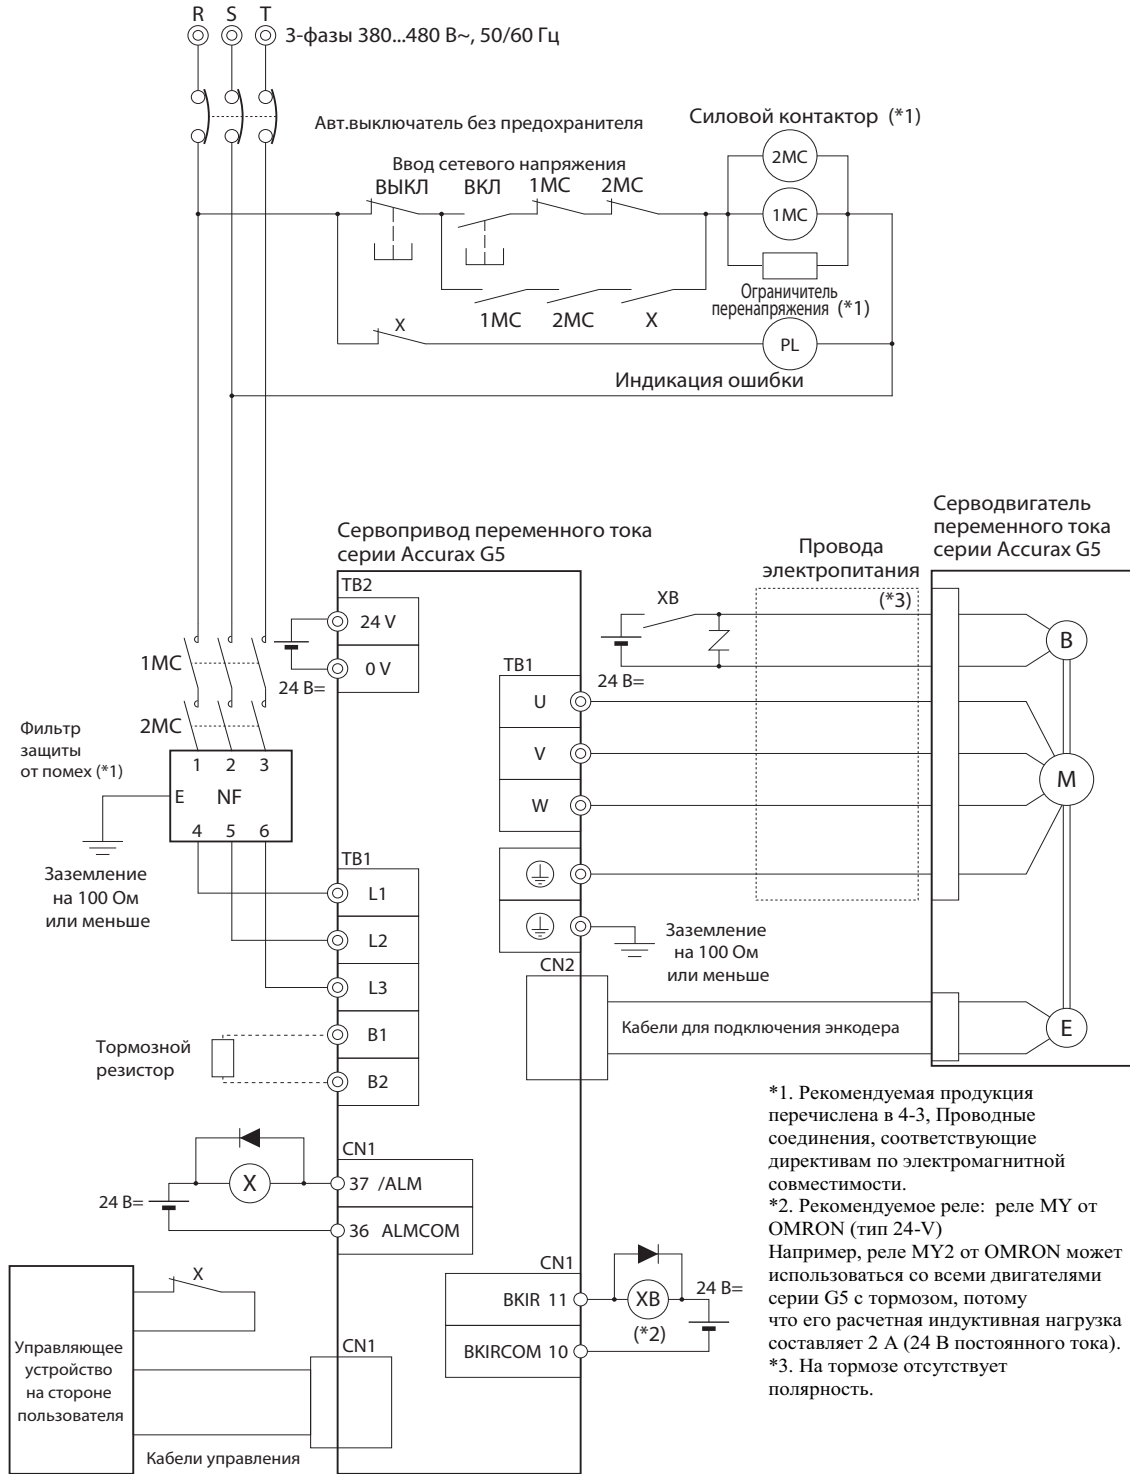 R S T
3-фазы 380...480 В~, 50/60 Гц
Авт.выключатель без предохранителя
Силовой контактор (*1)
2МС
Ввод сетевого напряжения
ВЫКЛ ВКЛ 1МС 2МС
1МС
Ограничитель
перенапряжения (*1)
1МС 2МС X
X
PL
Индикация ошибки
Сервопривод переменного тока
серии Accurax G5
Провода
электропитания
(*3)
Серводвигатель
переменного тока
серии Accurax G5
TB2
24 V
0 V
24 В=
XB
24 В=
B
1МС
2МС
Фильтр
защиты
от помех (*1)
1 2 3
E NF
4 5 6
Заземление
на 100 Ом
или меньше
TB1
U
V
W
M
TB1
L1
L2
L3
B1
B2
Заземление
на 100 Ом
или меньше
CN2
Кабели для подключения энкодера
E
Тормозной
резистор
CN1
X
24 В=
37 /ALM
36 ALMCOM
CN1
BKIR 11
BKIRCOM 10
XB
(*2)
24 В=
X
Управляющее
устройство
на стороне
пользователя
CN1
Кабели управления
*1. Рекомендуемая продукция
перечислена в 4-3, Проводные
соединения, соответствующие
директивам по электромагнитной
совместимости.
*2. Рекомендуемое реле: реле MY от
OMRON (тип 24-V)
Например, реле MY2 от OMRON может
использоваться со всеми двигателями
серии G5 с тормозом, потому
что его расчетная индуктивная нагрузка
составляет 2 А (24 В постоянного тока).
*3. На тормозе отсутствует
полярность.